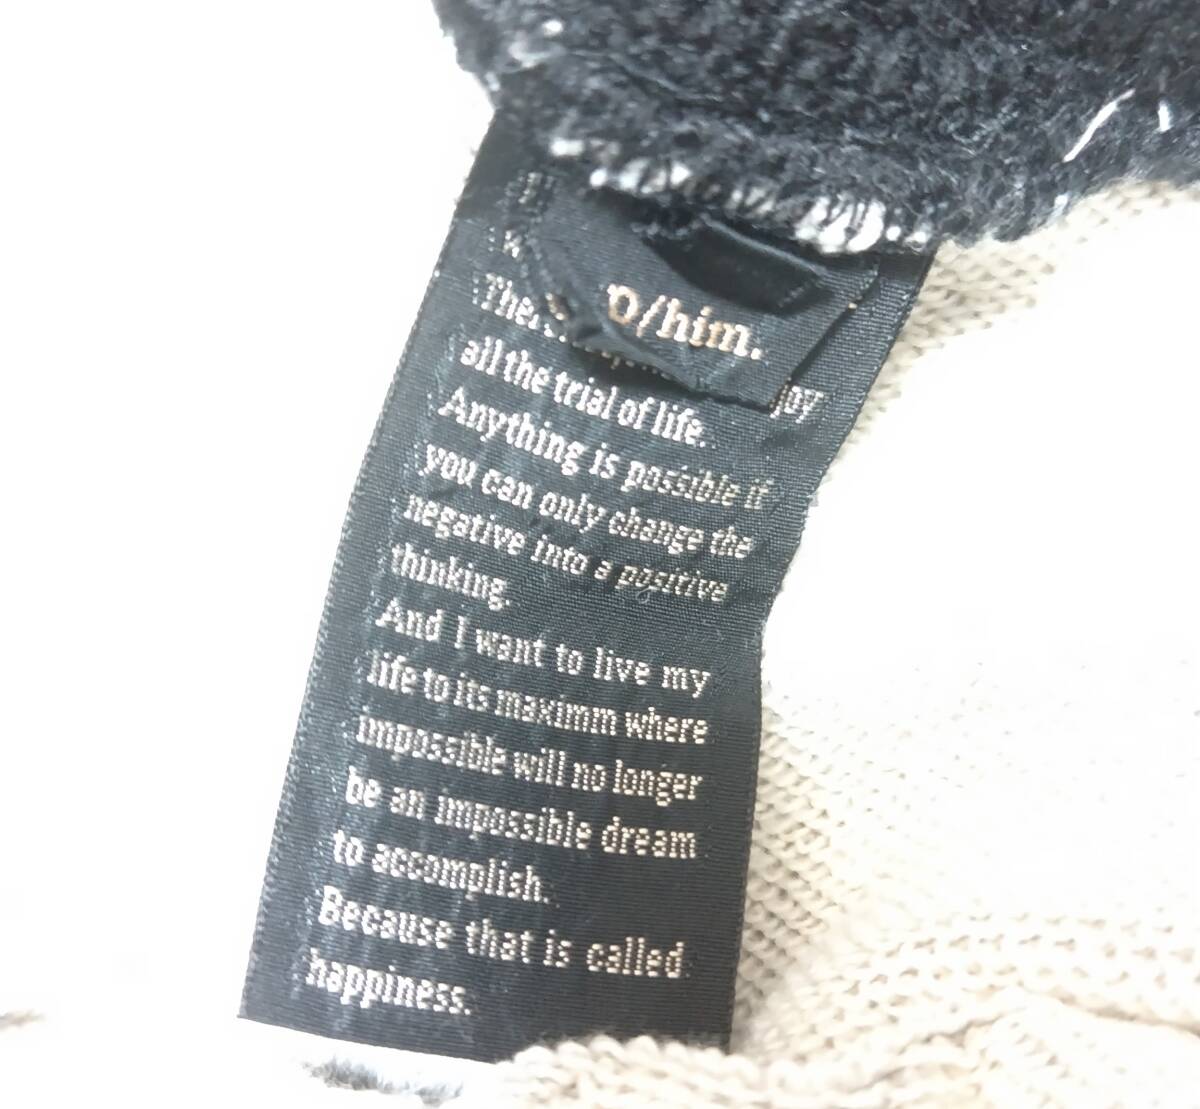 /him.
joy
all the trial of life.
Anything is possible if
you can only change the
negative into a positive
thinking.
And I want to live my
life to its maximm where
impossible will no longer
be an impossible dream
to accomplish.
Because that is called
happiness.